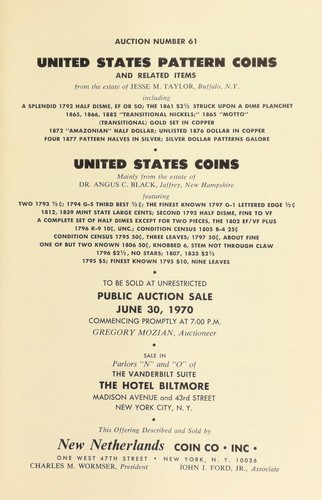 AUCTION NUMBER 61
UNITED STATES PATTERN COINS
AND RELATED ITEMS
from the estate of JESSE M. TAYLOR, Buffalo, N.Y.
including
A SPLENDID 1792 HALF DISME, EF OR SO; THE 1861 $2½ STRUCK UPON A DIME PLANCHET
1865, 1866, 1882 "TRANSITIONAL NICKELS;" 1865 "MOTTO"
(TRANSITIONAL) GOLD SET IN COPPER
1872 "AMAZONIAN" HALF DOLLAR; UNLISTED 1876 DOLLAR IN COPPER
FOUR 1877 PATTERN HALVES IN SILVER; SILVER DOLLAR PATTERNS GALORE
•
UNITED STATES COINS
Mainly from the estate of
DR. ANGUS C. BLACK, Jaffrey, New Hampshire
featuring
TWO 1793 ½¢; 1794 G-5 THIRD BEST ½¢; THE FINEST KNOWN 1797 G-1 LETTERED EDGE ½¢
1812, 1839 MINT STATE LARGE CENTS; SECOND 1792 HALF DISME, FINE TO VF
A COMPLETE SET OF HALF DIMES EXCEPT FOR TWO PIECES, THE 1802 EF/VF PLUS
1796 K-9 10¢, UNC.; CONDITION CENSUS 1805 B-4 25¢
CONDITION CENSUS 1795 50¢, THREE LEAVES; 1797 50¢, ABOUT FINE
ONE OF BUT TWO KNOWN 1806 50¢, KNOBBED 6, STEM NOT THROUGH CLAW
1796 $2½, NO STARS; 1807, 1833 $2½
1795 $5; FINEST KNOWN 1795 $10, NINE LEAVES
•
TO BE SOLD AT UNRESTRICTED
PUBLIC AUCTION SALE
JUNE 30, 1970
COMMENCING PROMPTLY AT 7:00 P.M.
GREGORY MOZIAN, Auctioneer
•
SALE IN
Parlors "N" and "O" of
THE VANDERBILT SUITE
THE HOTEL BILTMORE
MADISON AVENUE and 43rd STREET
NEW YORK CITY, N. Y.
•
This Offering Described and Sold by
New Netherlands COIN CO • INC •
ONE WEST 47TH STREET • NEW YORK, N. Y. 10036
CHARLES M. WORMSER, President JOHN J. FORD, JR., Associate